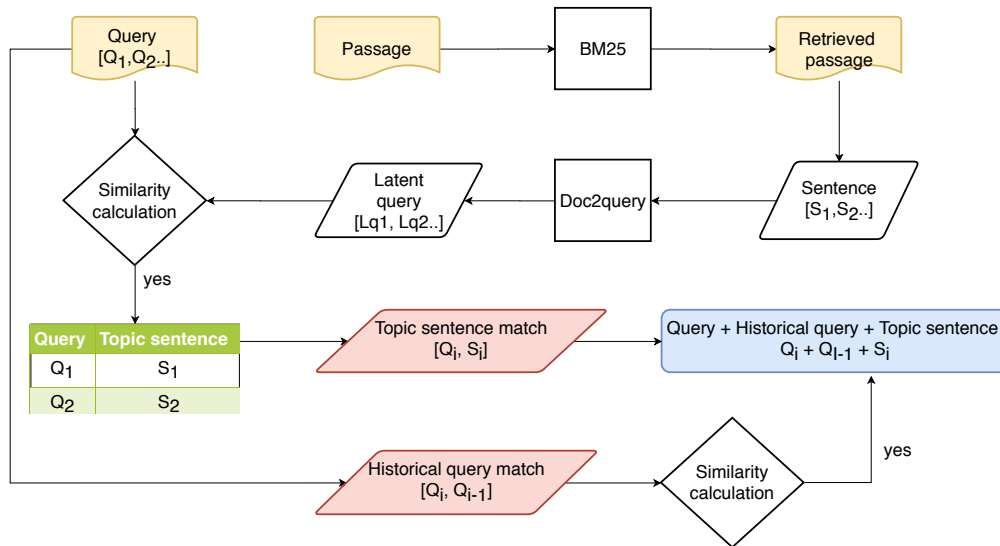 Query
[Q1,Q2..]
Passage
BM25
Retrieved
passage
Similarity
calculation
Latent
query
[Lq1, Lq2..]
Doc2query
Sentence
[S1,S2..]
yes
Query Topic sentence
Q1 S1
Q2 S2
Topic sentence match
[Qi, Si]
Query + Historical query + Topic sentence
Qi + QI-1 + Si
Historical query match
[Qi, Qi-1]
Similarity
calculation
yes